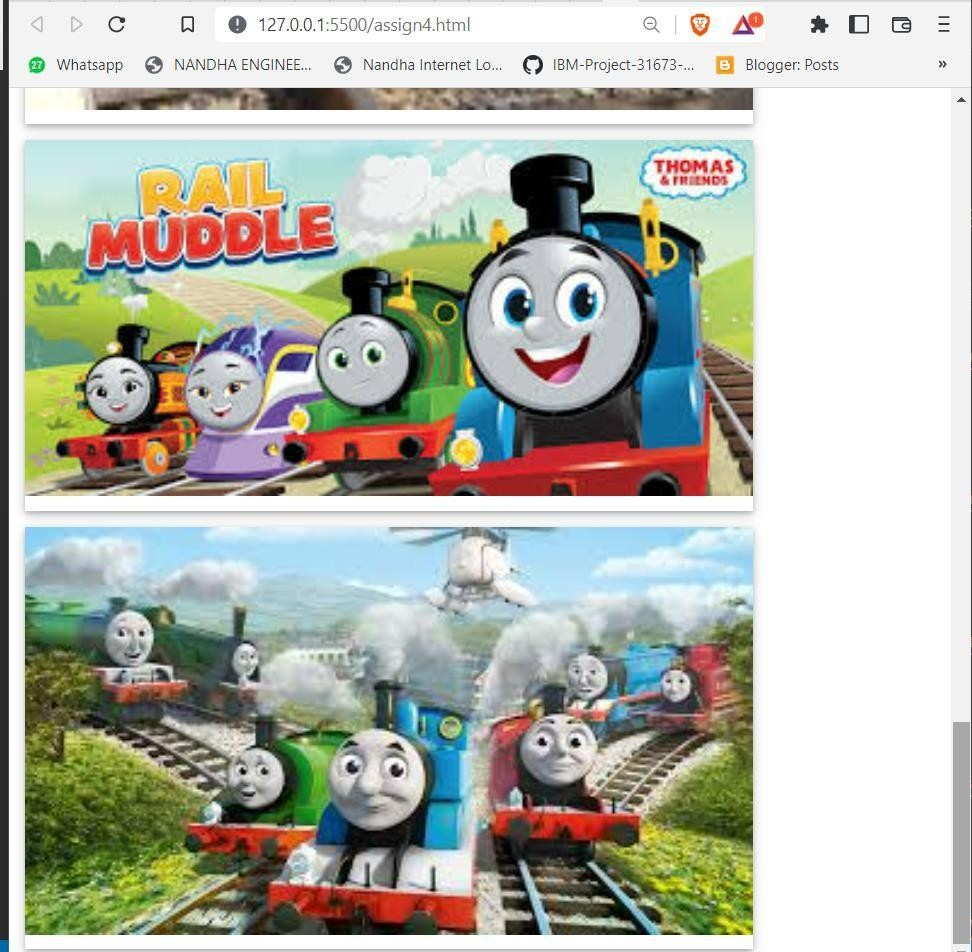 127.0.0.1:5500/assign4.html
1
27 Whatsapp NANDHA ENGINEE... Nandha Internet Lo... IBM-Project-31673-... Blogger: Posts »
RAIL
MUDDLE
THOMAS
& FRIENDS